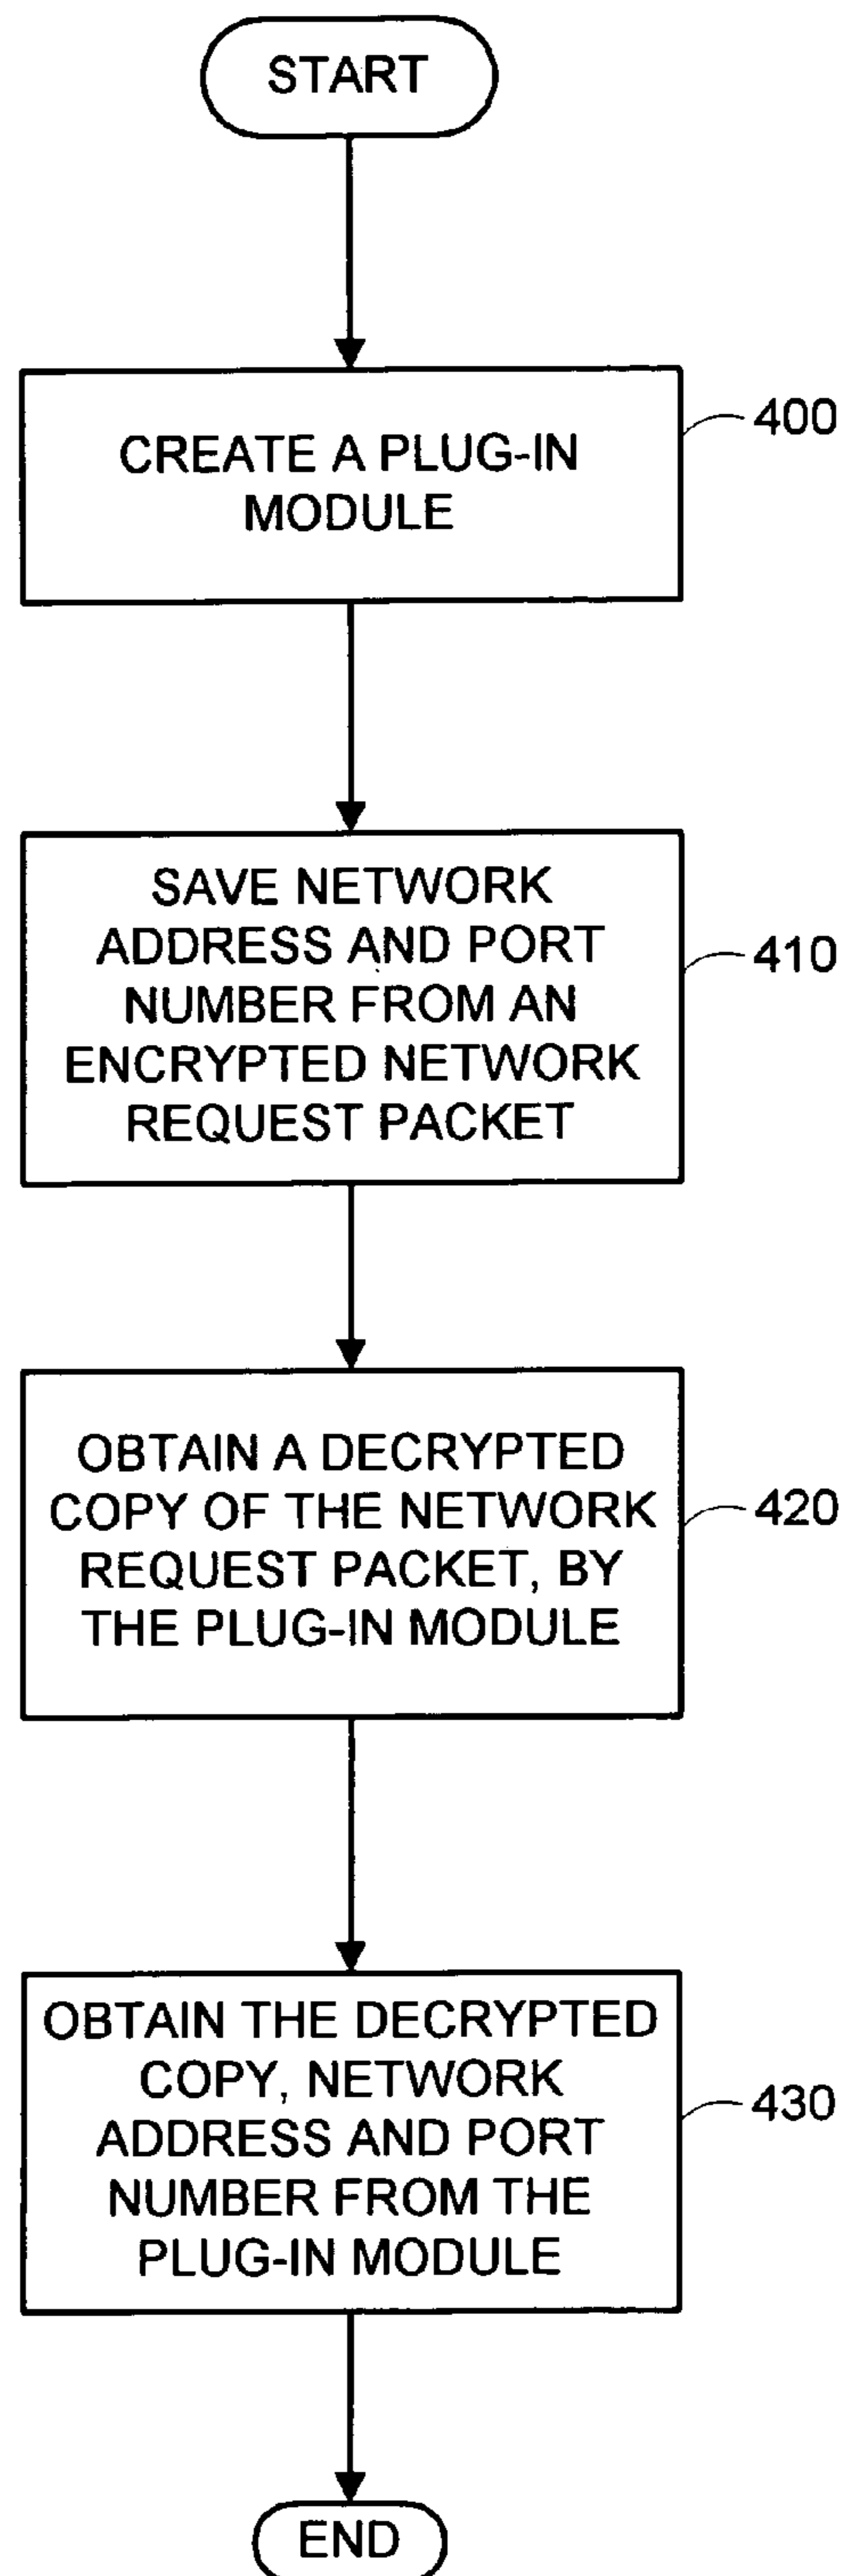 START
CREATE A PLUG-IN
MODULE
400
SAVE NETWORK
ADDRESS AND PORT
NUMBER FROM AN
ENCRYPTED NETWORK
REQUEST PACKET
410
OBTAIN A DECRYPTED
COPY OF THE NETWORK
REQUEST PACKET, BY
THE PLUG-IN MODULE
420
OBTAIN THE DECRYPTED
COPY, NETWORK
ADDRESS AND PORT
NUMBER FROM THE
PLUG-IN MODULE
430
END